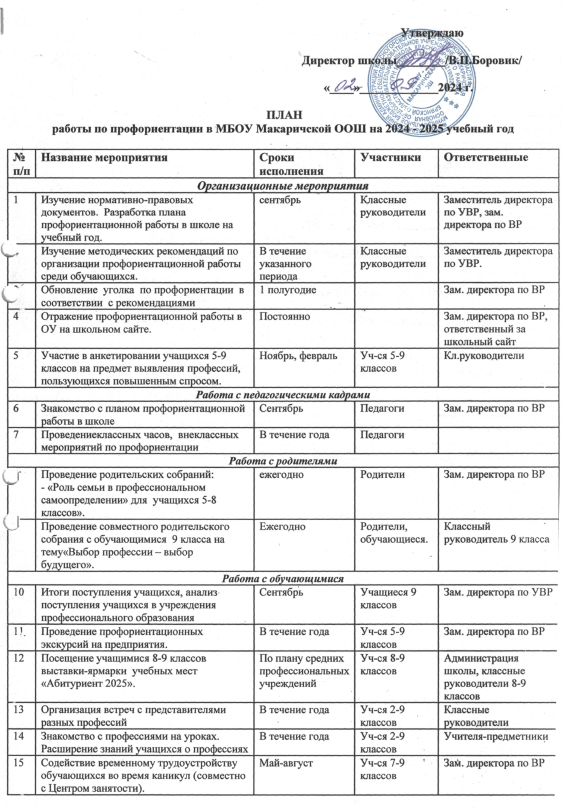 Утверждаю
Директор школы /В.П.Боровик/
« 02 » 2024 г.
ПЛАН
работы по профориентации в МБОУ Макаричской ООШ на 2024 - 2025 учебный год
№ п/п Название мероприятия Сроки исполнения Участники Ответственные
Организационные мероприятия
1 Изучение нормативно-правовых сентябрь Классные Заместитель директора
документов. Разработка плана руководители по УВР, зам.
профориентационной работы в школе на директора по ВР
учебный год.
Изучение методических рекомендаций по В течение Классные Заместитель директора
организации профориентационной работы указанного руководители по УВР.
среди обучающихся. периода
Обновление уголка по профориентации в 1 полугодие Зам. директора по ВР
соответствии с рекомендациями
4 Отражение профориентационной работы в Постоянно Зам. директора по ВР,
ОУ на школьном сайте. ответственный за
школьный сайт
5 Участие в анкетировании учащихся 5-9 Ноябрь, февраль Уч-ся 5-9 Кл.руководители
классов на предмет выявления профессий, классов
пользующихся повышенным спросом.
Работа с педагогическими кадрами
6 Знакомство с планом профориентационной Сентябрь Педагоги Зам. директора по ВР
работы в школе
7 Проведениеклассных часов, внеклассных В течение года Педагоги
мероприятий по профориентации
Работа с родителями
Проведение родительских собраний: ежегодно Родители Зам. директора по ВР
- «Роль семьи в профессиональном
самоопределении» для учащихся 5-8
классов».
Проведение совместного родительского Ежегодно Родители, Классный
собрания с обучающимися 9 класса на обучающиеся. руководитель 9 класса
тему«Выбор профессии – выбор
будущего».
Работа с обучающимися
10 Итоги поступления учащихся, анализ Сентябрь Учащиеся 9 Зам. директора по УВР
поступления учащихся в учреждения классов
профессионального образования
11. Проведение профориентационных В течение года Уч-ся 5-9 Зам. директора по ВР
экскурсий на предприятия. классов
12 Посещение учащимися 8-9 классов По плану средних Уч-ся 8-9 Администрация
выставки-ярмарки учебных мест профессиональных классов школы, классные
«Абитуриент 2025». учреждений руководители 8-9
классов
13 Организация встреч с представителями В течение года Уч-ся 2-9 Классные
разных профессий классов руководители
14 Знакомство с профессиями на уроках. В течение года Уч-ся 2-9 Учителя-предметники
Расширение знаний учащихся о профессиях классов
15 Содействие временному трудоустройству Май-август Уч-ся 7-9 Зам. директора по ВР
обучающихся во время каникул (совместно классов
с Центром занятости).